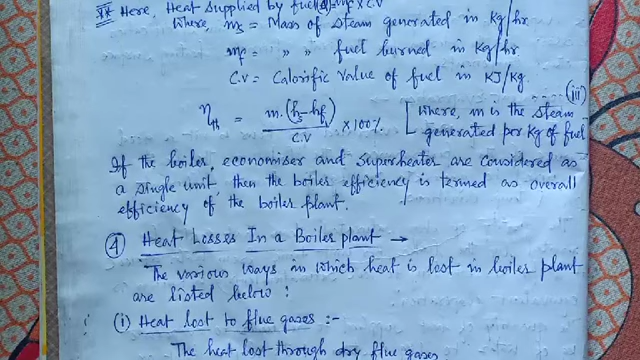 ** Here, Heat Supplied by fuel = mf × C.V
Where, ms = Mass of Steam generated in Kg/hr
mf = " " fuel burned in Kg/hr
C.V = Calorific Value of fuel in KJ/Kg.
(iii)
ηth = m.(hs-hf)/C.V × 100% [Where, m is the steam
generated per Kg of fuel
If the boiler, economiser and superheater are considered as
a single unit then the boiler efficiency is termed as overall
efficiency of the boiler plant.
④ Heat Losses In a Boiler plant →
The various ways in which heat is lost in boiler plant
are listed below:
(i) Heat lost to flue gases :-
The heat lost through dry flue gases